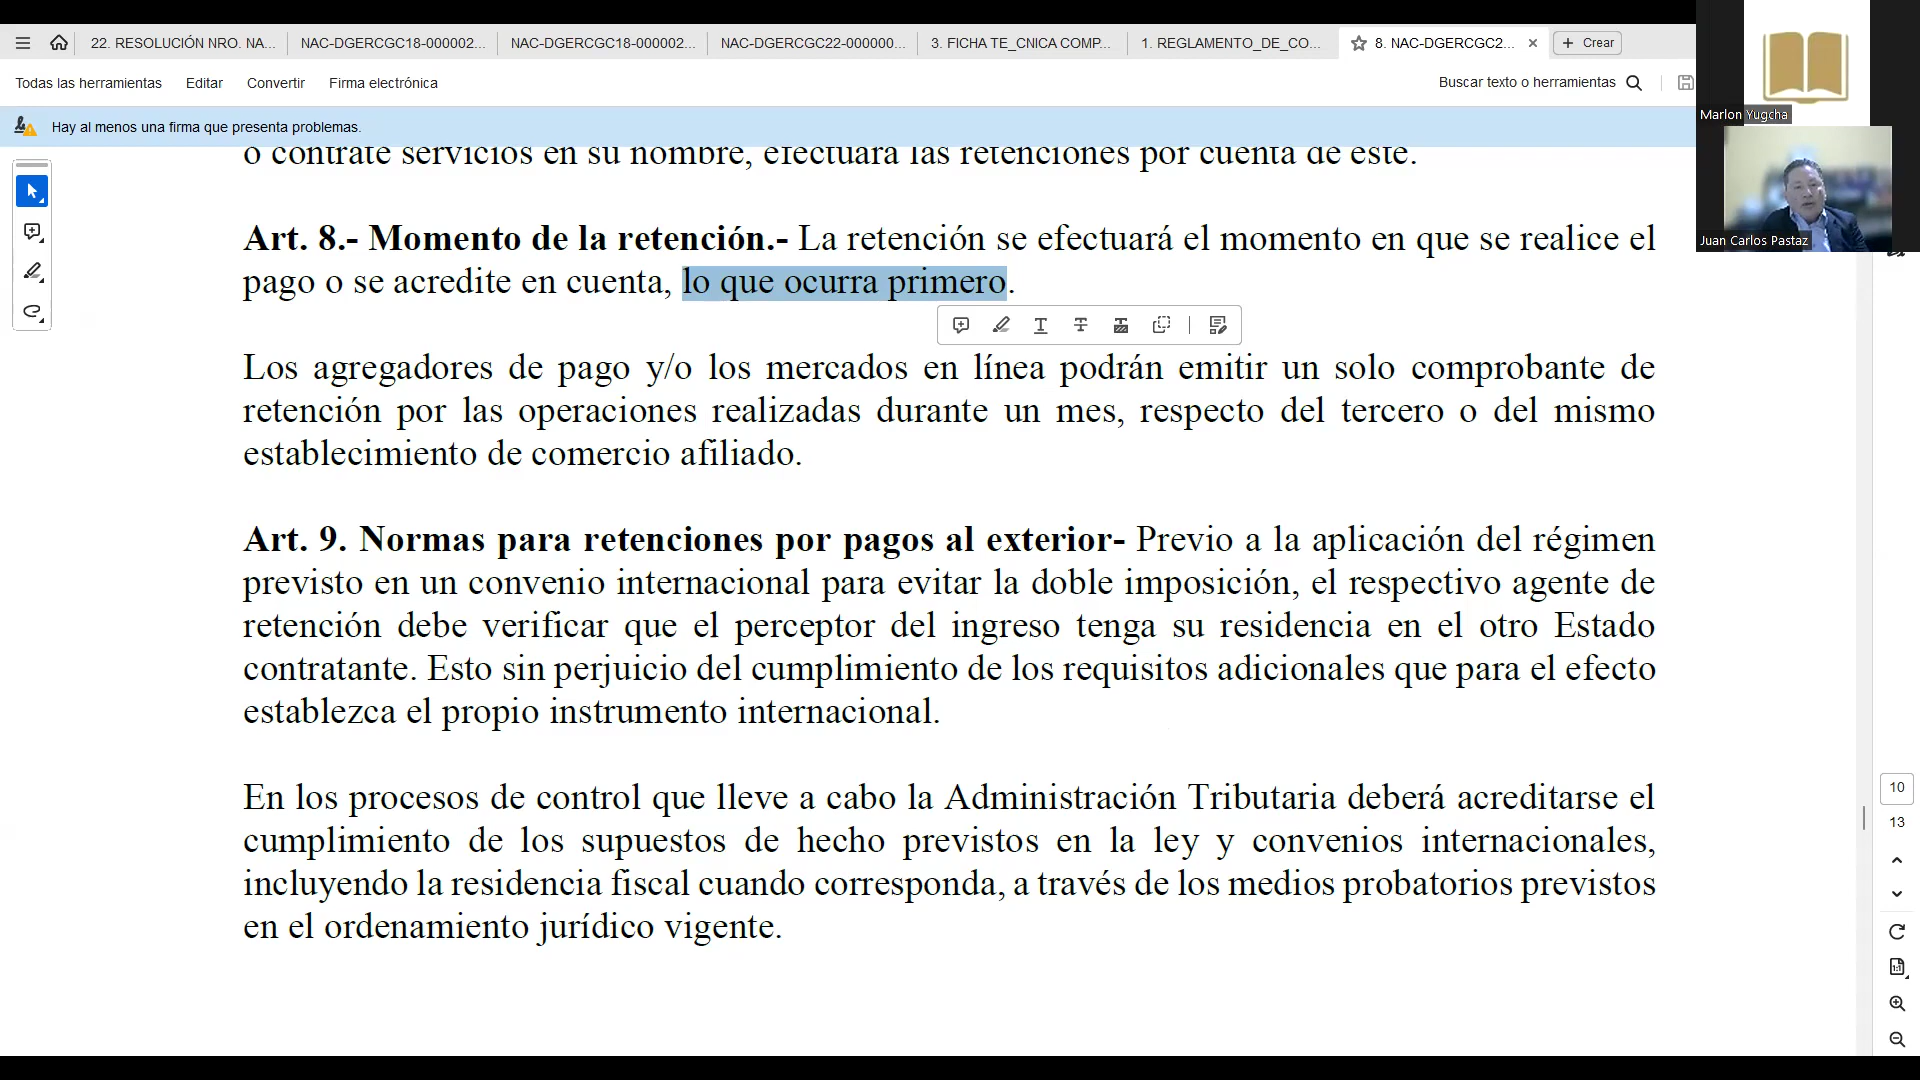 22. RESOLUCIÓN NRO. NA...
NAC-DGERCGC18-000002...
NAC-DGERCGC18-000002...
NAC-DGERCGC22-000000...
3. FICHA TE_CNICA COMP...
1. REGLAMENTO_DE_CO...
8. NAC-DGERCGC2...
Crear
Todas las herramientas
Editar
Convertir
Firma electrónica
Buscar texto o herramientas
Hay al menos una firma que presenta problemas.
Marlon Yugcha
Juan Carlos Pastaz
o contrate servicios en su nombre, efectuará las retenciones por cuenta de éste.
Art. 8.- Momento de la retención.- La retención se efectuará el momento en que se realice el
pago o se acredite en cuenta, lo que ocurra primero.
Los agregadores de pago y/o los mercados en línea podrán emitir un solo comprobante de
retención por las operaciones realizadas durante un mes, respecto del tercero o del mismo
establecimiento de comercio afiliado.
Art. 9. Normas para retenciones por pagos al exterior- Previo a la aplicación del régimen
previsto en un convenio internacional para evitar la doble imposición, el respectivo agente de
retención debe verificar que el perceptor del ingreso tenga su residencia en el otro Estado
contratante. Esto sin perjuicio del cumplimiento de los requisitos adicionales que para el efecto
establezca el propio instrumento internacional.
En los procesos de control que lleve a cabo la Administración Tributaria deberá acreditarse el
cumplimiento de los supuestos de hecho previstos en la ley y convenios internacionales,
incluyendo la residencia fiscal cuando corresponda, a través de los medios probatorios previstos
en el ordenamiento jurídico vigente.
10
13
1:1